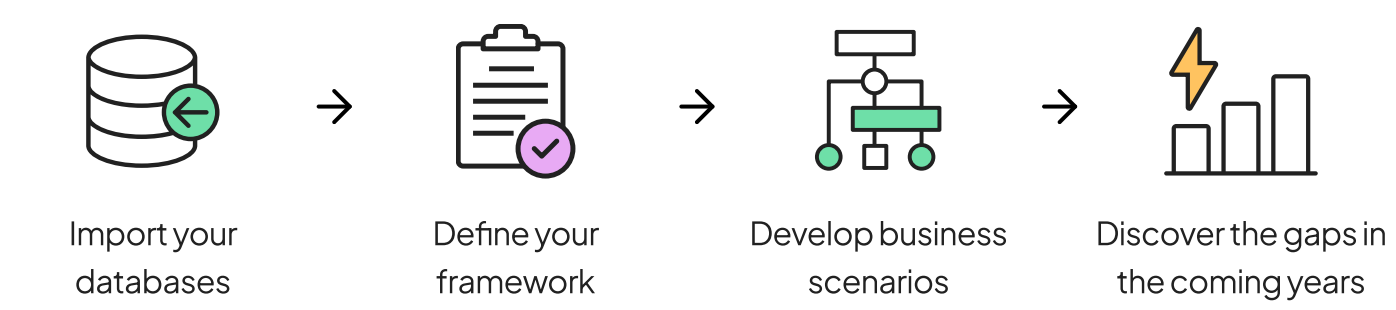 Import your
databases
Define your
framework
Develop business
scenarios
Discover the gaps in
the coming years